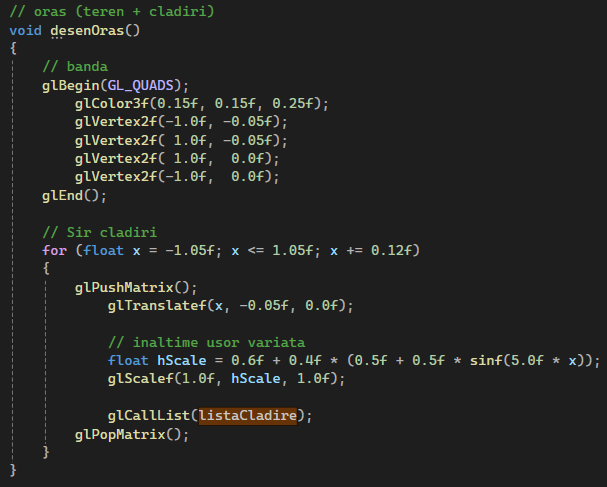 // oras (teren + cladiri)
void desenOras()
{
    // banda
    glBegin(GL_QUADS);
        glColor3f(0.15f, 0.15f, 0.25f);
        glVertex2f(-1.0f, -0.05f);
        glVertex2f( 1.0f, -0.05f);
        glVertex2f( 1.0f,  0.0f);
        glVertex2f(-1.0f,  0.0f);
    glEnd();

    // Sir cladiri
    for (float x = -1.05f; x <= 1.05f; x += 0.12f)
    {
        glPushMatrix();
            glTranslatef(x, -0.05f, 0.0f);

            // inaltime usor variata
            float hScale = 0.6f + 0.4f * (0.5f + 0.5f * sinf(5.0f * x));
            glScalef(1.0f, hScale, 1.0f);

            glCallList(listaCladire);
        glPopMatrix();
    }
}